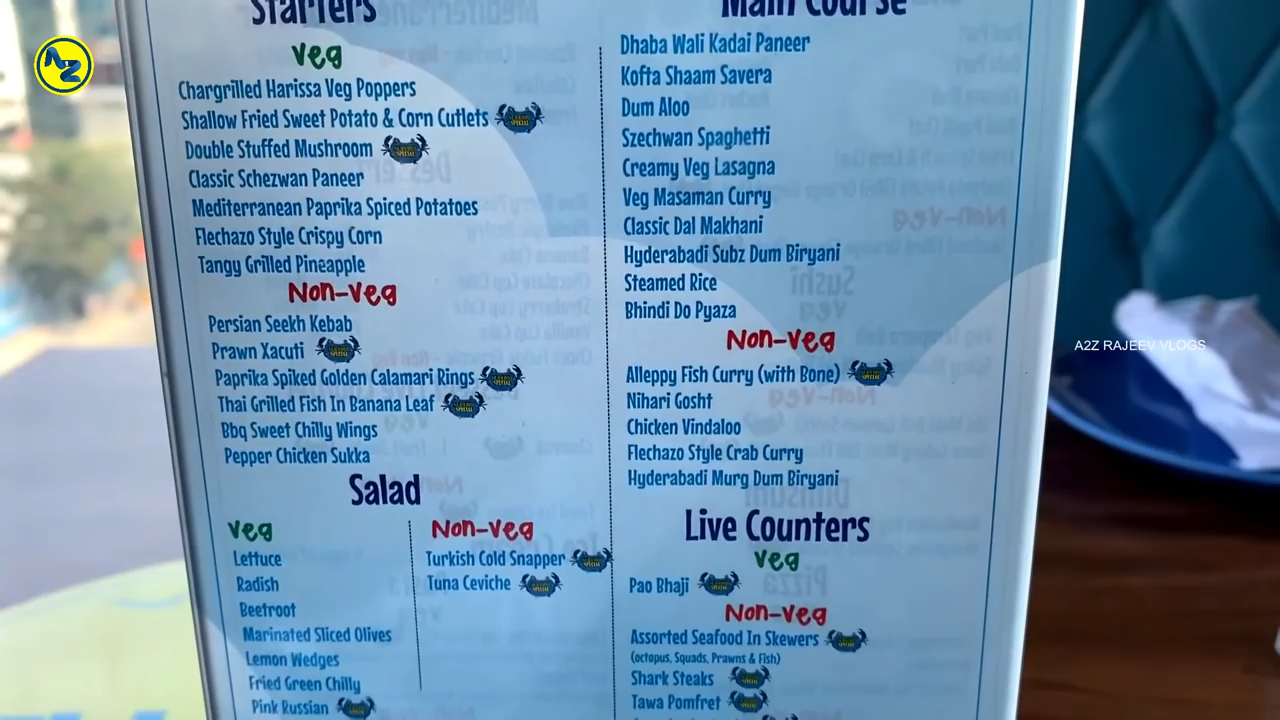 Starters
Veg
Chargrilled Harissa Veg Poppers
Shallow Fried Sweet Potato & Corn Cutlets
Double Stuffed Mushroom
Classic Schezwan Paneer
Mediterranean Paprika Spiced Potatoes
Flechazo Style Crispy Corn
Tangy Grilled Pineapple
Non-Veg
Persian Seekh Kebab
Prawn Xacuti
Paprika Spiked Golden Calamari Rings
Thai Grilled Fish In Banana Leaf
Bbq Sweet Chilly Wings
Pepper Chicken Sukka
Salad
Veg
Lettuce
Radish
Beetroot
Marinated Sliced Olives
Lemon Wedges
Fried Green Chilly
Pink Russian
Non-Veg
Turkish Cold Snapper
Tuna Ceviche
Main Course
Dhaba Wali Kadai Paneer
Kofta Shaam Savera
Dum Aloo
Szechwan Spaghetti
Creamy Veg Lasagna
Veg Masaman Curry
Classic Dal Makhani
Hyderabadi Subz Dum Biryani
Steamed Rice
Bhindi Do Pyaza
Non-Veg
Alleppy Fish Curry (with Bone)
Nihari Gosht
Chicken Vindaloo
Flechazo Style Crab Curry
Hyderabadi Murg Dum Biryani
Live Counters
Veg
Pao Bhaji
Non-Veg
Assorted Seafood In Skewers
(octopus, Squads, Prawns & Fish)
Shark Steaks
Tawa Pomfret
A2Z
A2Z RAJEEV VLOGS